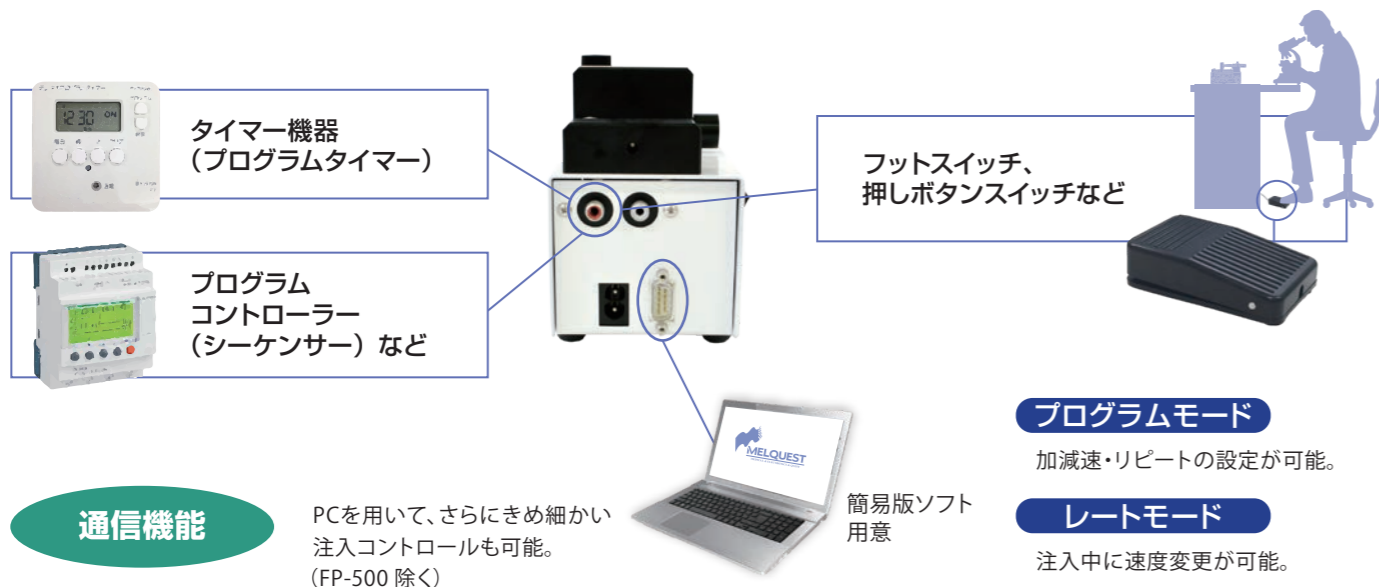 タイマー機器
（プログラムタイマー）
12:30 ON
プログラム
コントローラー
（シーケンサー）など
フットスイッチ、
押しボタンスイッチなど
MELQUEST
簡易版ソフト
用意
通信機能
PCを用いて、さらにきめ細かい
注入コントロールも可能。
（FP-500 除く）
プログラムモード
加減速・リピートの設定が可能。
レートモード
注入中に速度変更が可能。